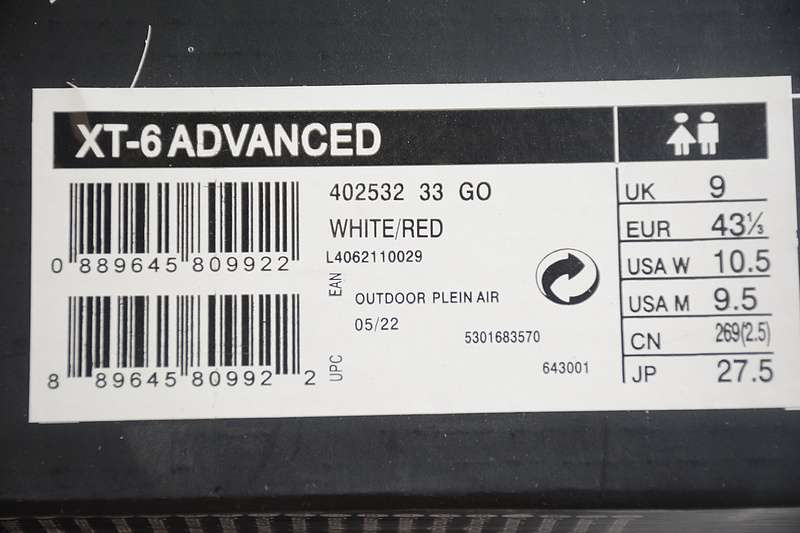 XT-6 ADVANCED
402532 33 GO
WHITE/RED
L4062110029
0 889645 809922
EAN
OUTDOOR PLEIN AIR
05/22
5301683570
8 89645 80992 2
UPC
643001
UK 9
EUR 43⅓
USA W 10.5
USA M 9.5
CN 269(2.5)
JP 27.5